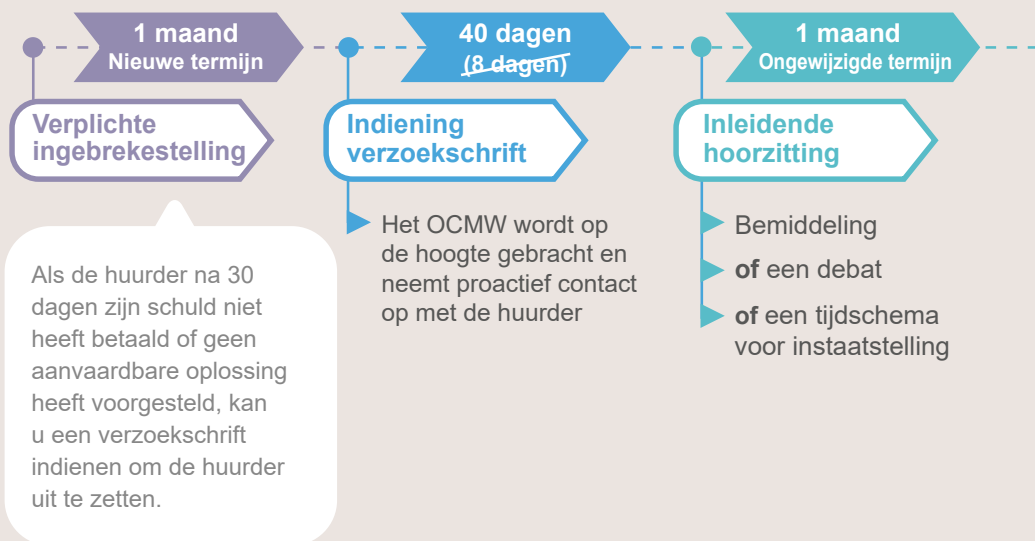 1 maand
Nieuwe termijn
40 dagen
(8 dagen)
1 maand
Ongewijzigde termijn
Verplichte
ingebrekestelling
Indiening
verzoekschrift
Inleidende
hoorzitting
Als de huurder na 30
dagen zijn schuld niet
heeft betaald of geen
aanvaardbare oplossing
heeft voorgesteld, kan
u een verzoekschrift
indienen om de huurder
uit te zetten.
Het OCMW wordt op
de hoogte gebracht en
neemt proactief contact
op met de huurder
Bemiddeling
of een debat
of een tijdschema
voor instaatstelling